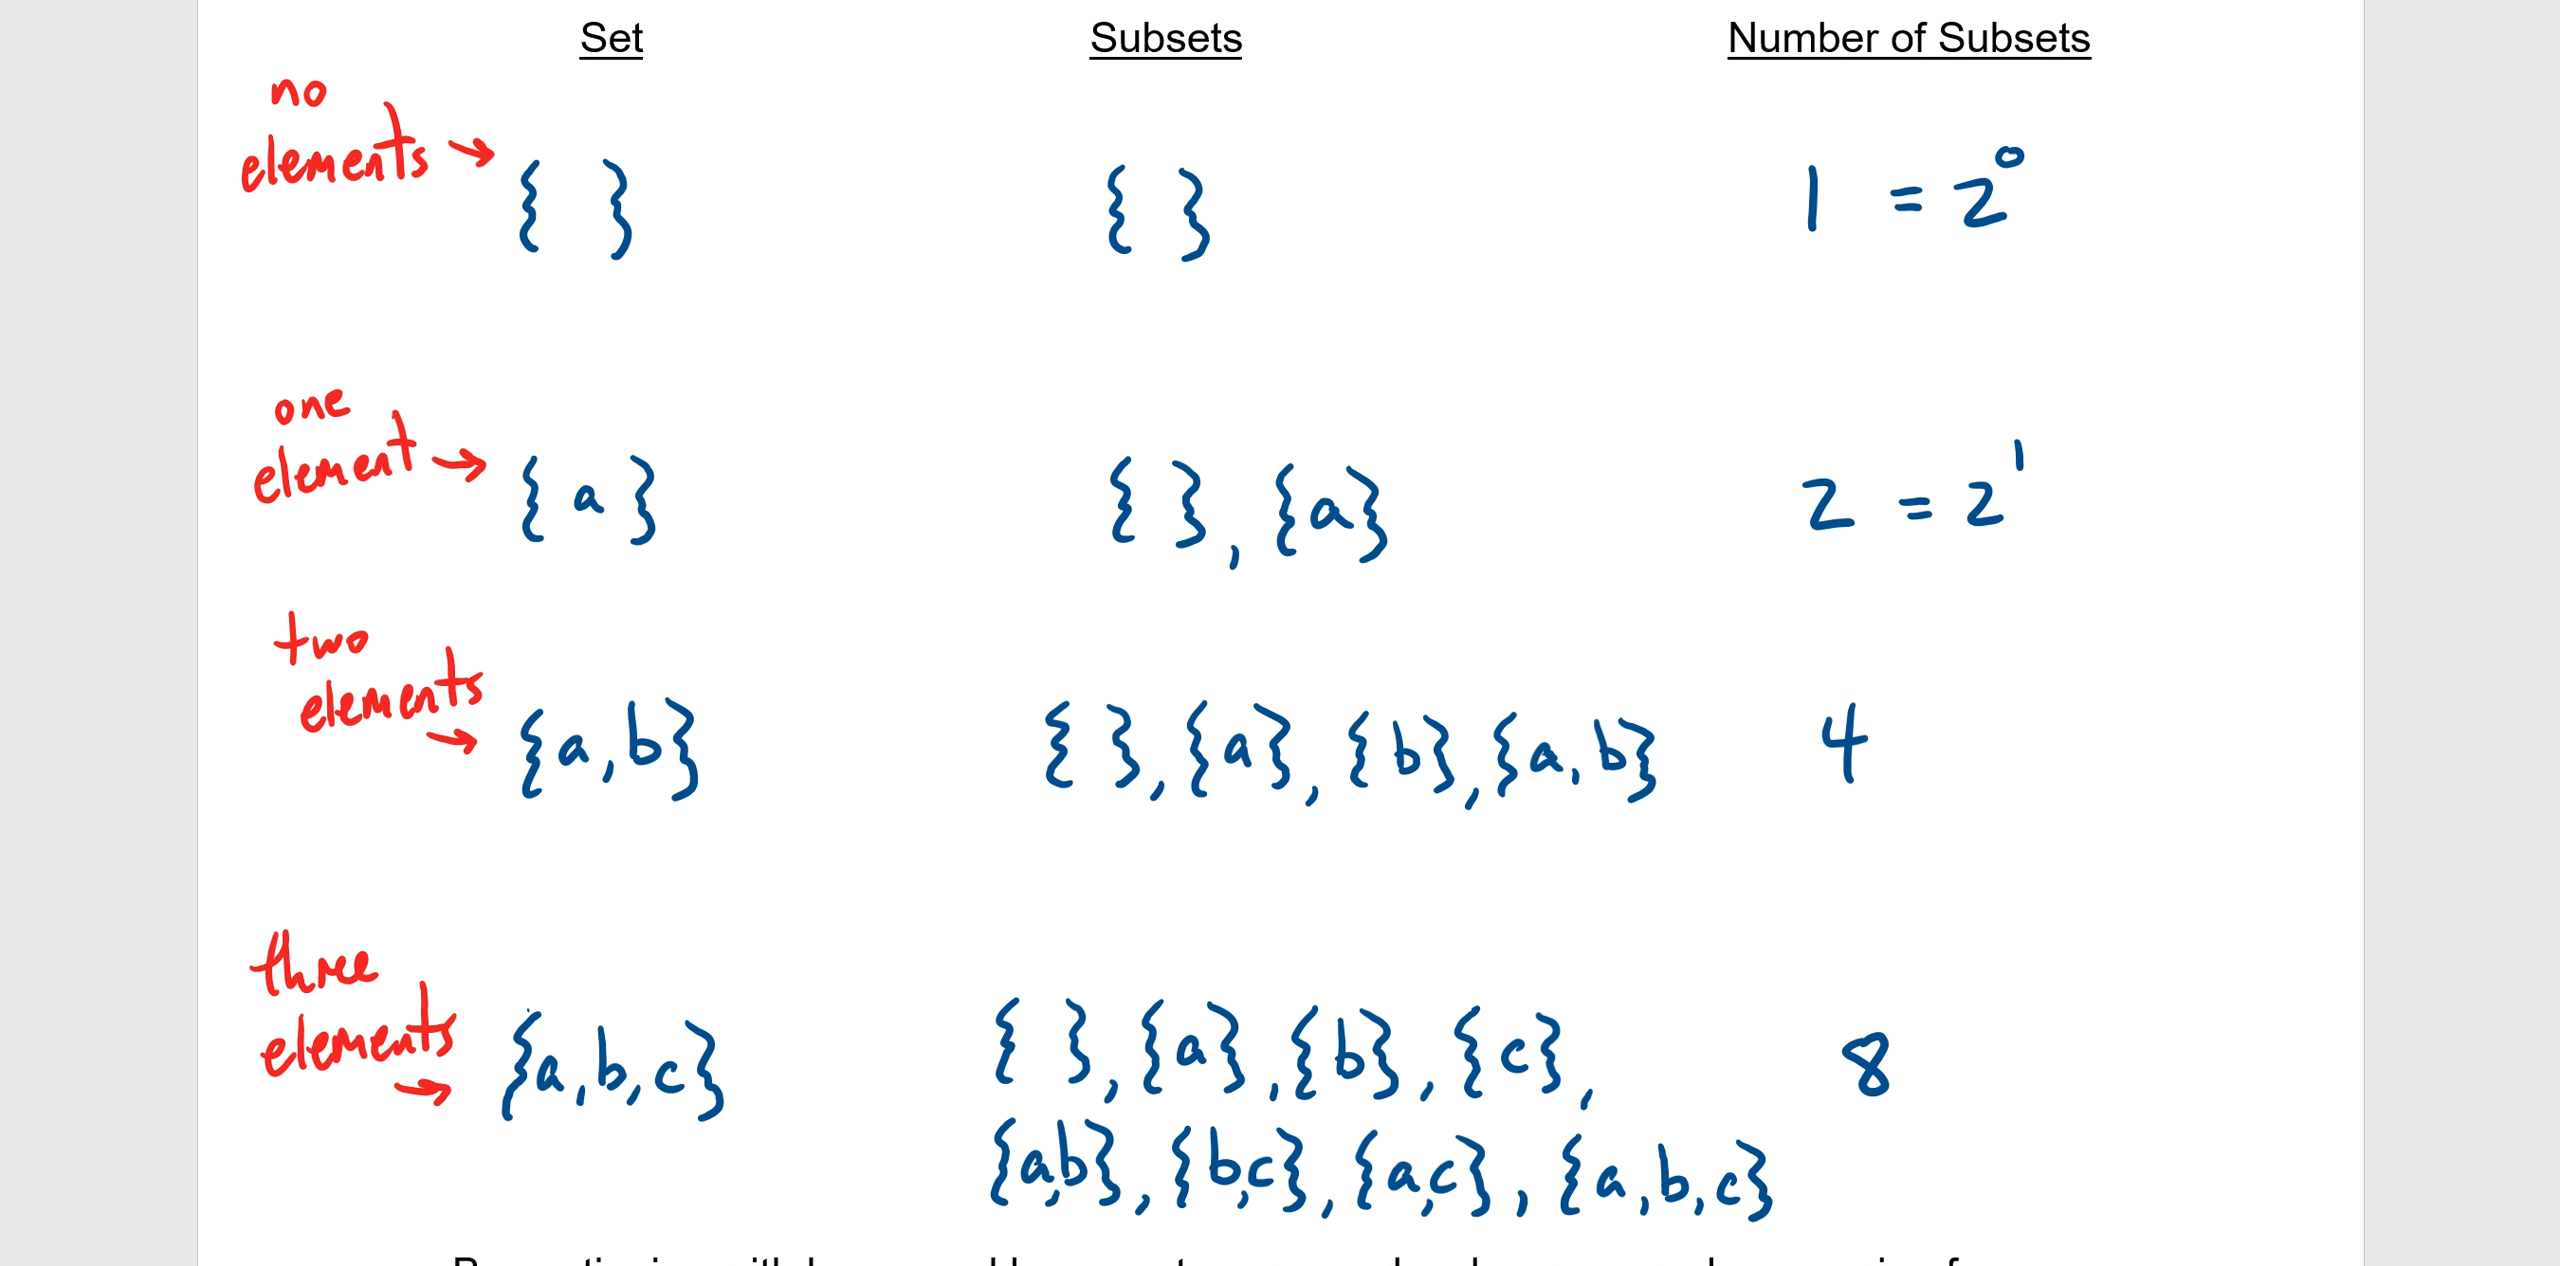 Set Subsets Number of Subsets
no
elements → { } { } 1 = 2⁰
one
element → { a } { }, {a} 2 = 2¹
two
elements
→ {a,b} { }, {a}, {b}, {a,b} 4
three
elements
→ {a,b,c} { }, {a}, {b}, {c}, 8
{a,b}, {b,c}, {a,c}, {a,b,c}